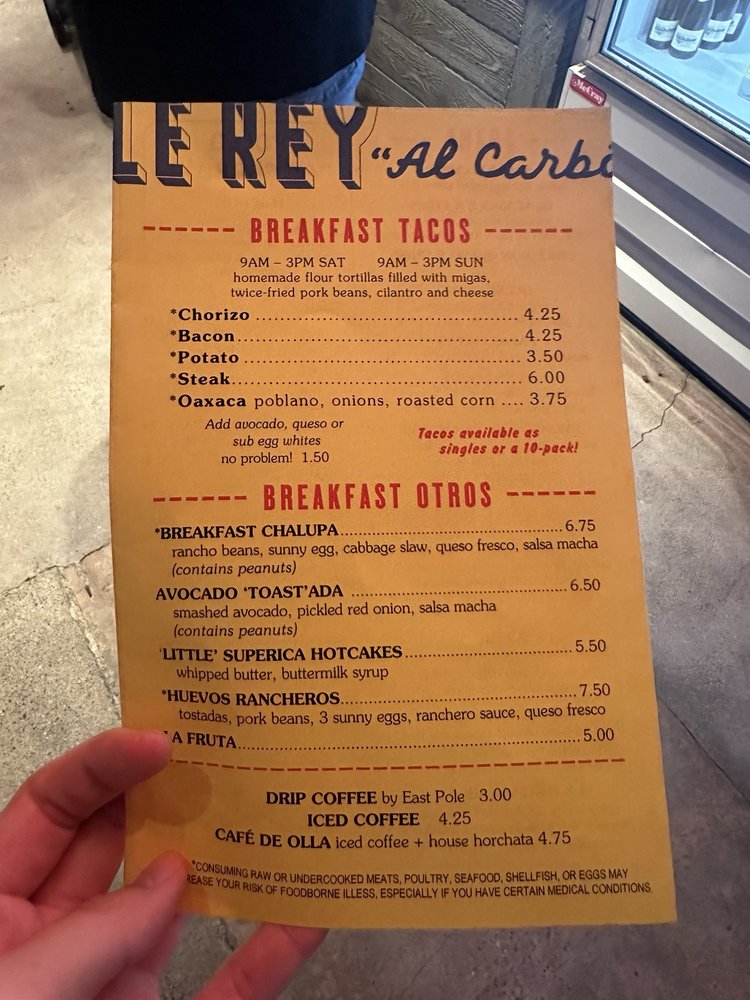 McCray
LE REY "Al Carbo
BREAKFAST TACOS
9AM – 3PM SAT 9AM – 3PM SUN
homemade flour tortillas filled with migas,
twice-fried pork beans, cilantro and cheese
*Chorizo .......................................... 4.25
*Bacon............................................. 4.25
*Potato............................................ 3.50
*Steak.............................................. 6.00
*Oaxaca poblano, onions, roasted corn .... 3.75
Add avocado, queso or
sub egg whites
no problem! 1.50
Tacos available as
singles or a 10-pack!
BREAKFAST OTROS
*BREAKFAST CHALUPA.............................................6.75
rancho beans, sunny egg, cabbage slaw, queso fresco, salsa macha
(contains peanuts)
AVOCADO 'TOAST'ADA ............................................ 6.50
smashed avocado, pickled red onion, salsa macha
(contains peanuts)
'LITTLE' SUPERICA HOTCAKES...................................5.50
whipped butter, buttermilk syrup
*HUEVOS RANCHEROS................................................7.50
tostadas, pork beans, 3 sunny eggs, ranchero sauce, queso fresco
A FRUTA......................................................................5.00
DRIP COFFEE by East Pole 3.00
ICED COFFEE 4.25
CAFÉ DE OLLA iced coffee + house horchata 4.75
*CONSUMING RAW OR UNDERCOOKED MEATS, POULTRY, SEAFOOD, SHELLFISH, OR EGGS MAY
REASE YOUR RISK OF FOODBORNE ILLESS, ESPECIALLY IF YOU HAVE CERTAIN MEDICAL CONDITIONS